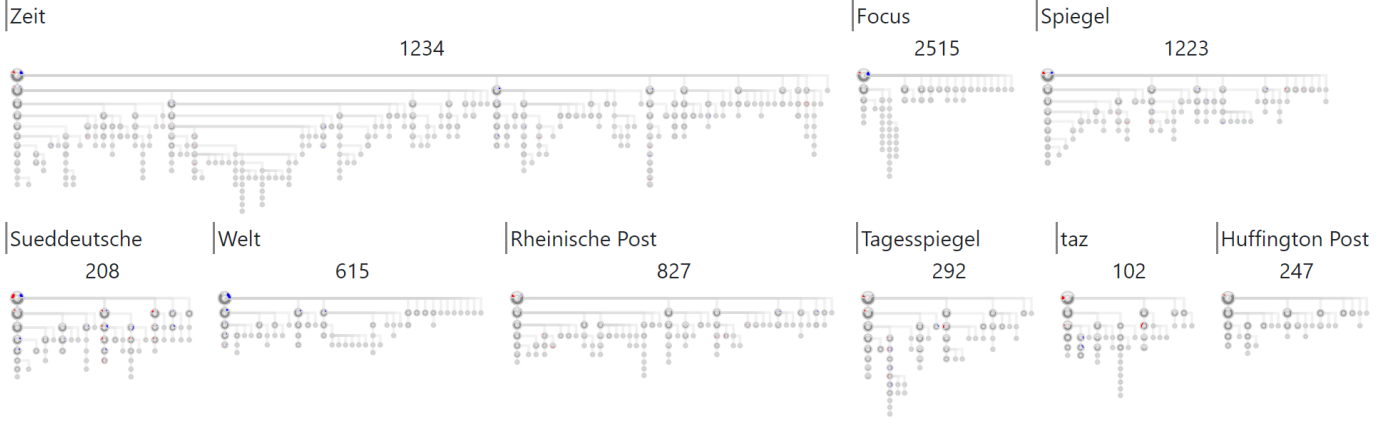 Zeit
Focus
Spiegel
1234
2515
1223
Sueddeutsche
Welt
Rheinische Post
Tagesspiegel
taz
Huffington Post
208
615
827
292
102
247